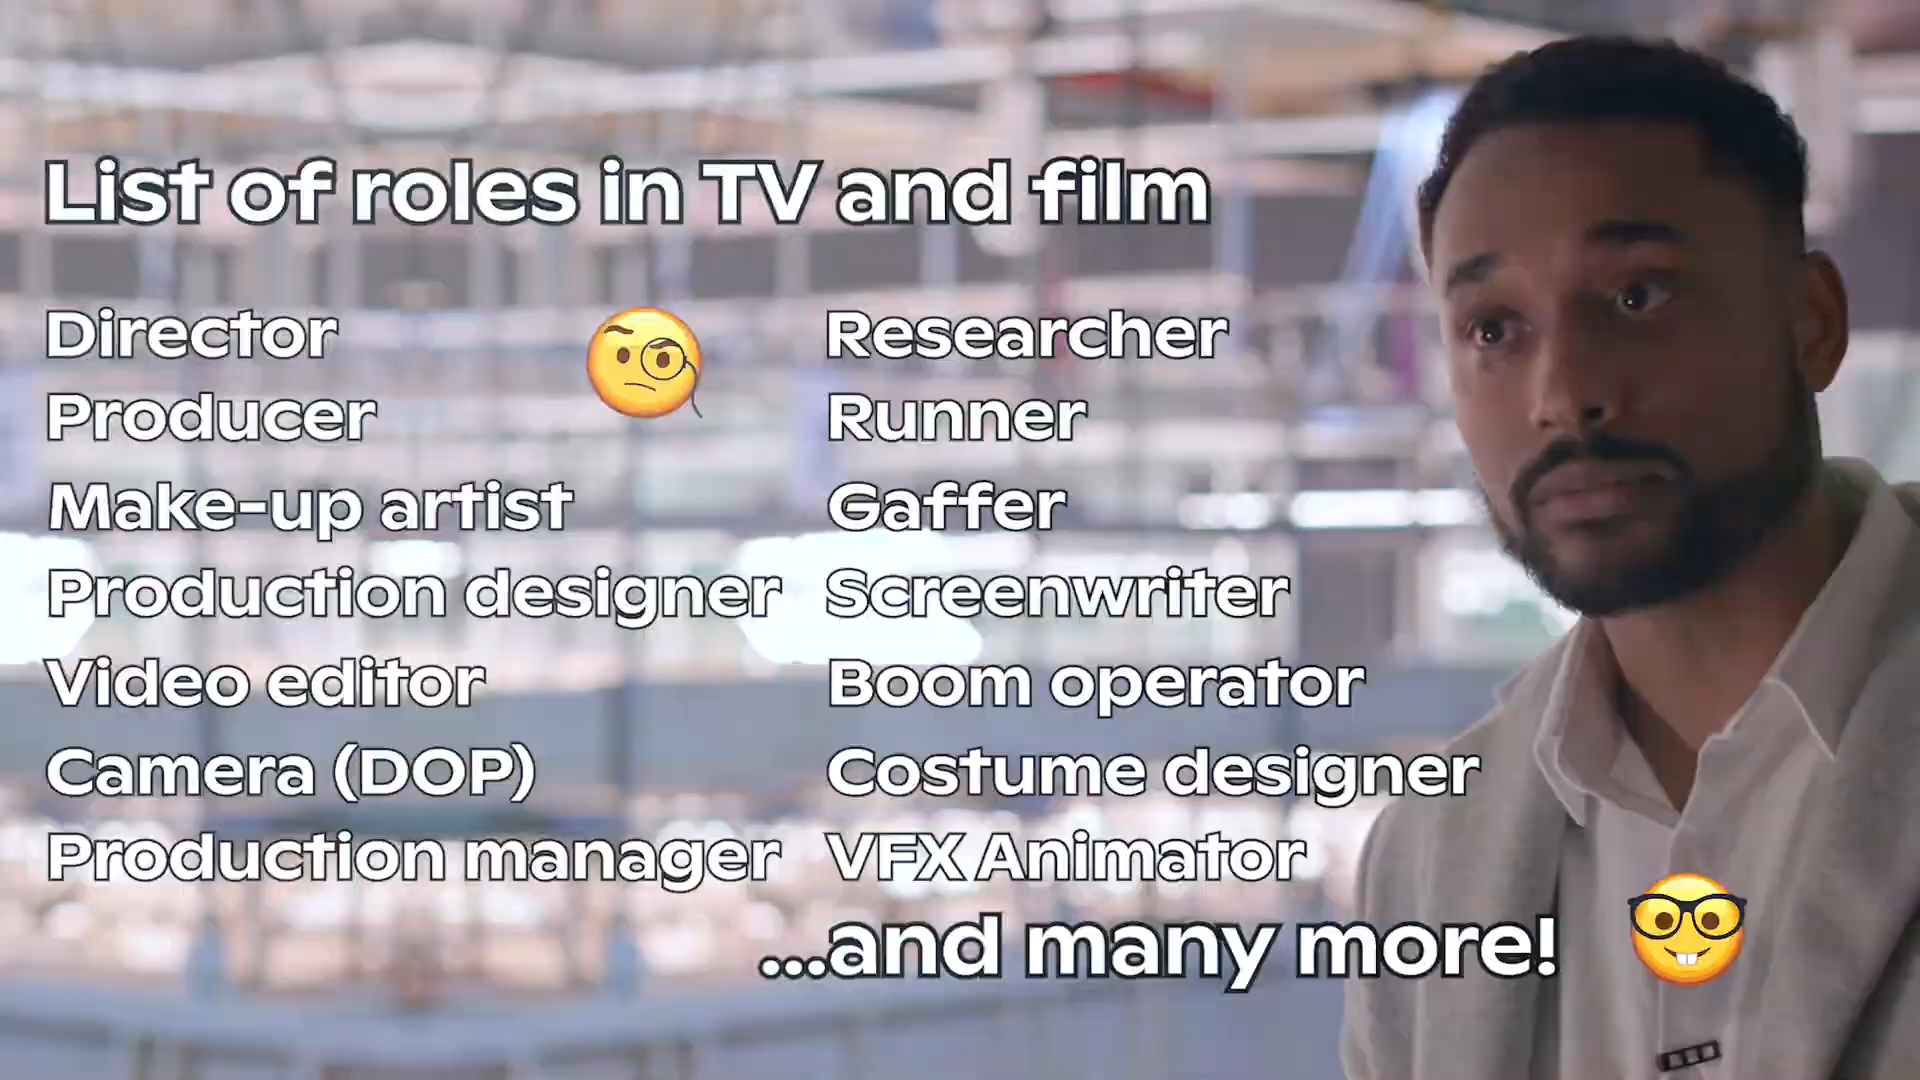 List of roles in TV and film
Director
Producer
Make-up artist
Production designer
Video editor
Camera (DOP)
Production manager
Researcher
Runner
Gaffer
Screenwriter
Boom operator
Costume designer
VFX Animator
...and many more!